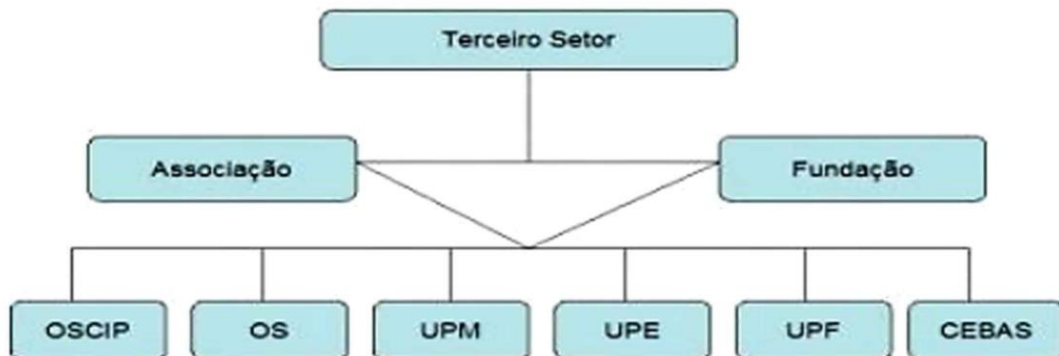 Terceiro Setor
Associação
Fundação
OSCIP
OS
UPM
UPE
UPF
CEBAS